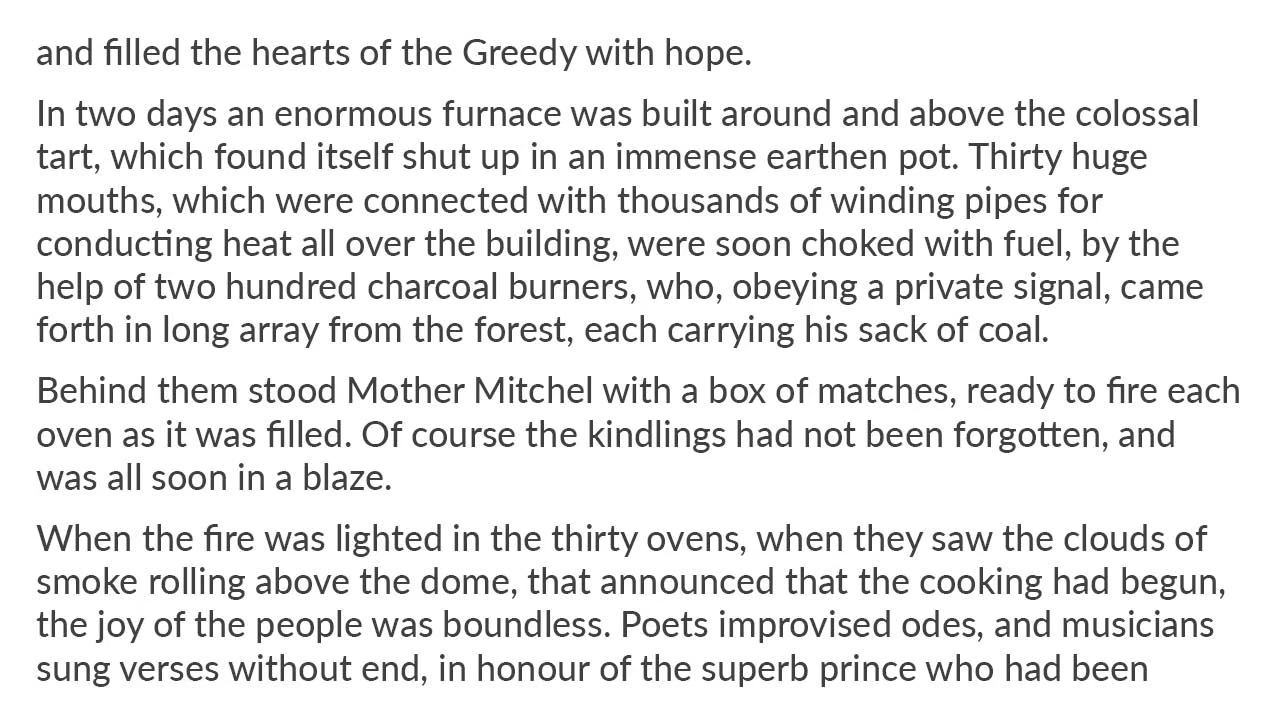 and filled the hearts of the Greedy with hope.
In two days an enormous furnace was built around and above the colossal
tart, which found itself shut up in an immense earthen pot. Thirty huge
mouths, which were connected with thousands of winding pipes for
conducting heat all over the building, were soon choked with fuel, by the
help of two hundred charcoal burners, who, obeying a private signal, came
forth in long array from the forest, each carrying his sack of coal.
Behind them stood Mother Mitchel with a box of matches, ready to fire each
oven as it was filled. Of course the kindlings had not been forgotten, and
was all soon in a blaze.
When the fire was lighted in the thirty ovens, when they saw the clouds of
smoke rolling above the dome, that announced that the cooking had begun,
the joy of the people was boundless. Poets improvised odes, and musicians
sung verses without end, in honour of the superb prince who had been